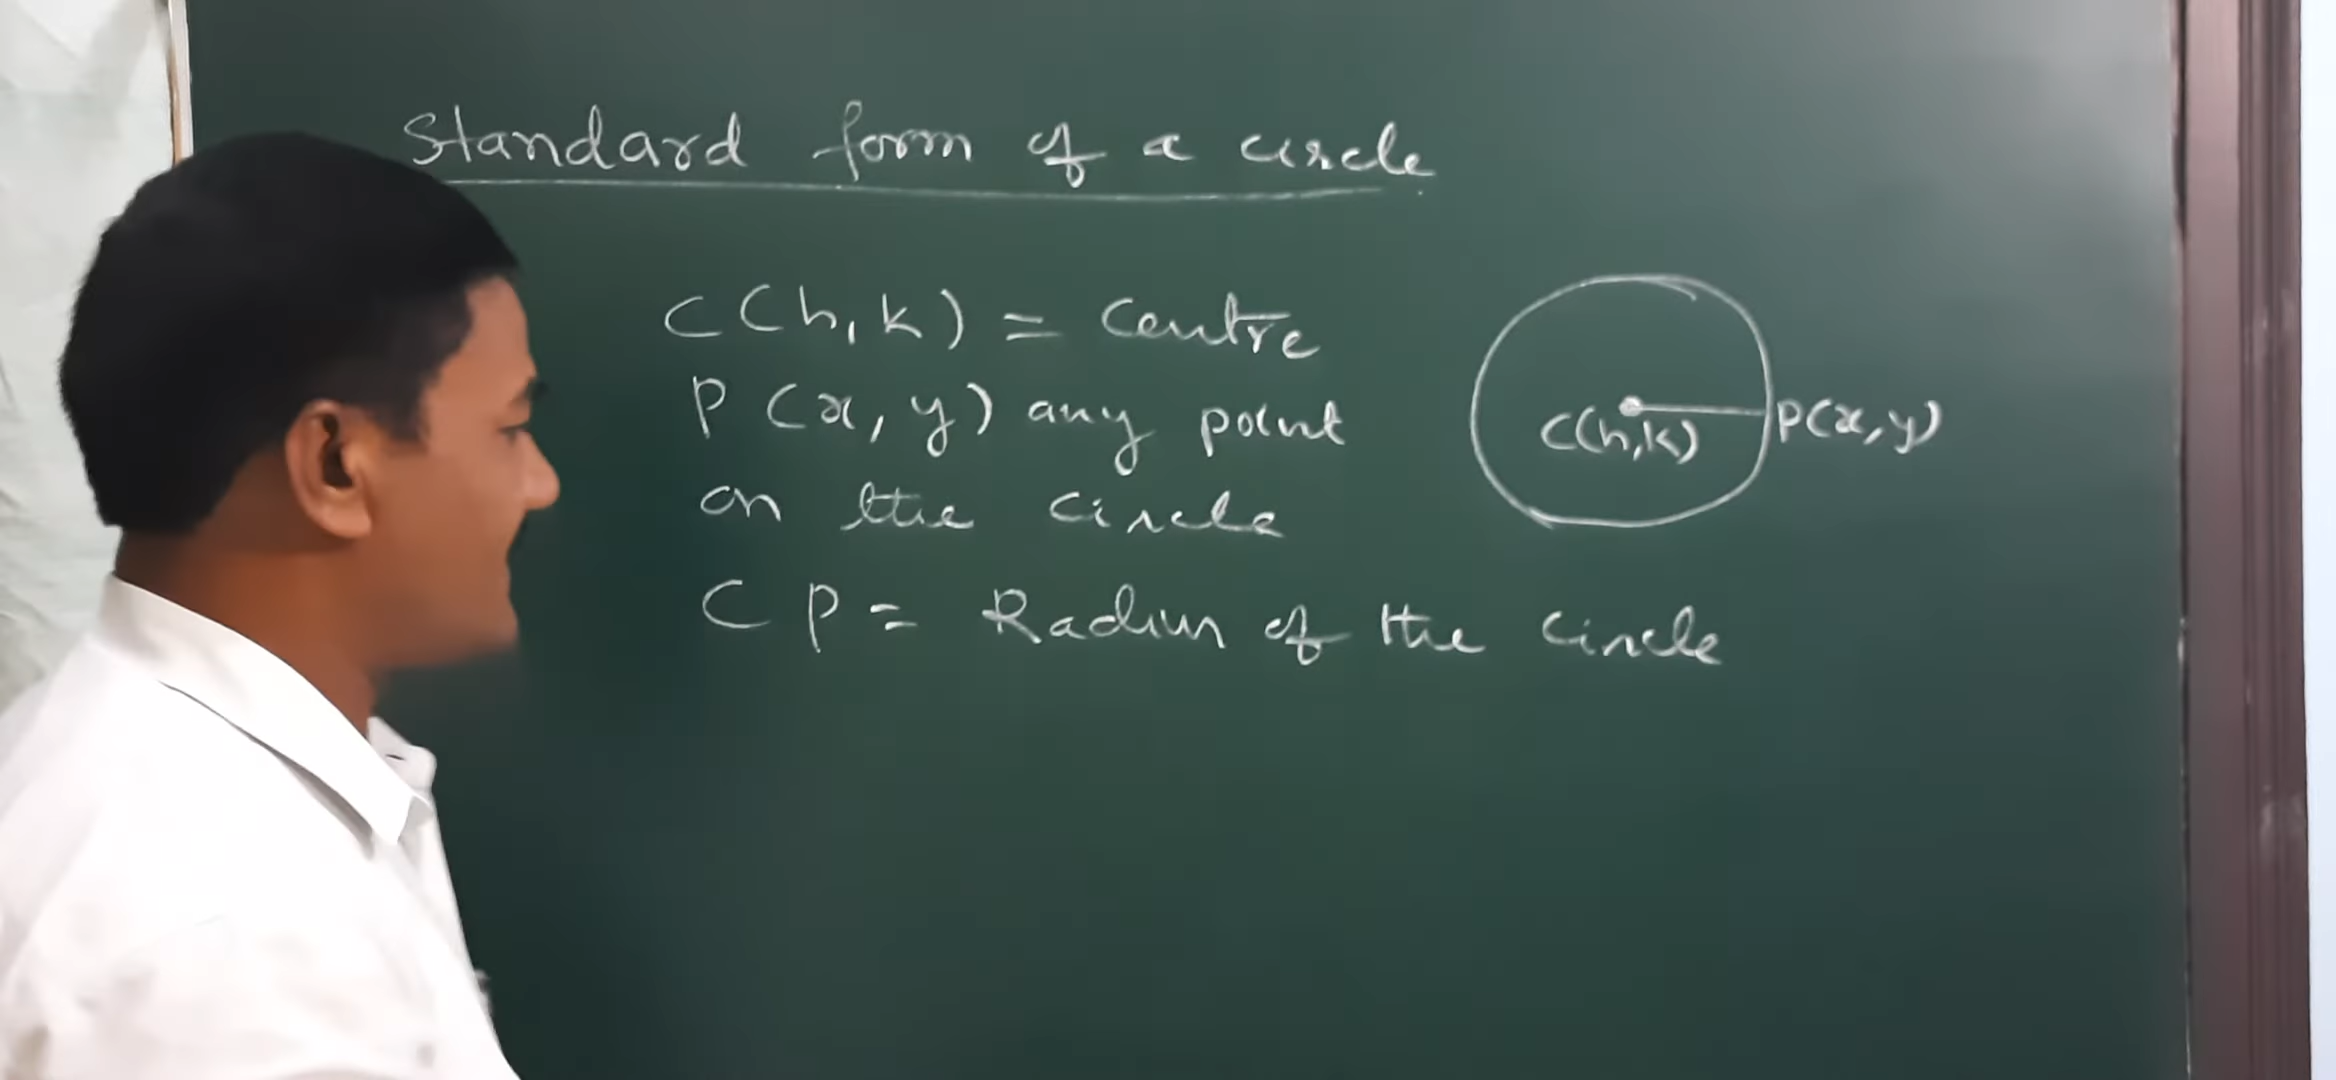 Standard form of a circle
C(h,k) = Centre
P(x,y) any point
on the circle
CP = Radius of the circle
C(h,k)
P(x,y)